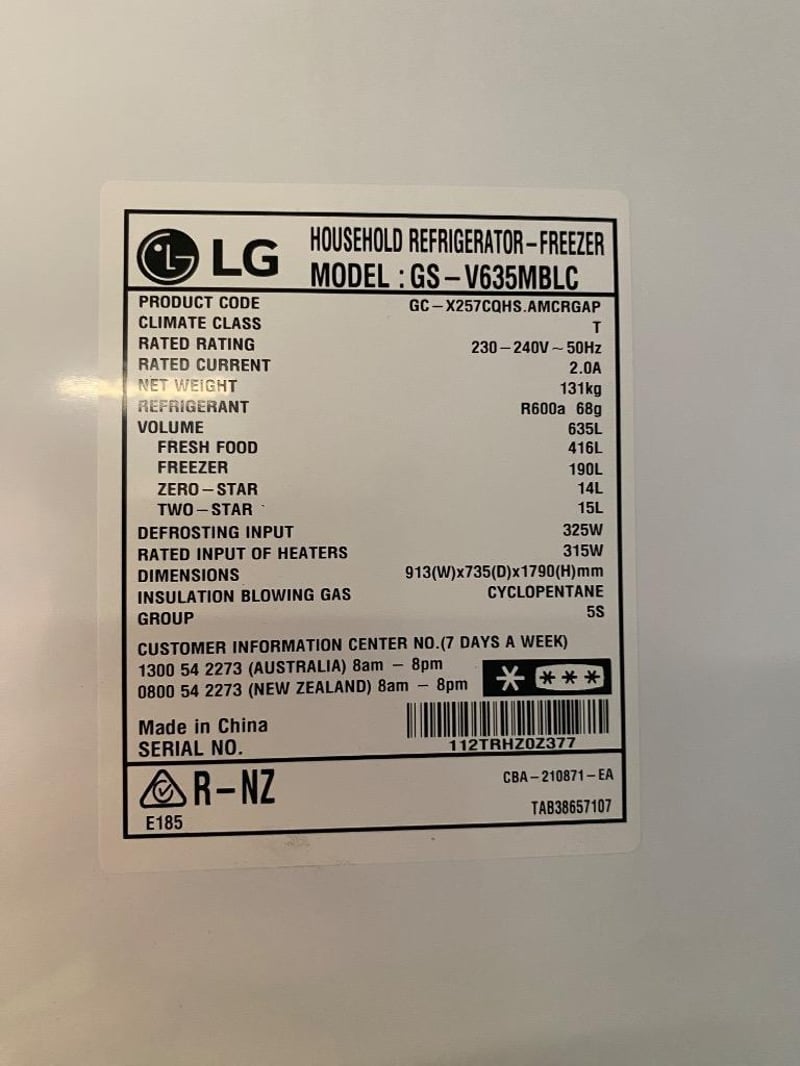 LG
HOUSEHOLD REFRIGERATOR-FREEZER
MODEL : GS-V635MBLC
PRODUCT CODE GC-X257CQHS.AMCRGAP
CLIMATE CLASS T
RATED RATING 230-240V~50Hz
RATED CURRENT 2.0A
NET WEIGHT 131kg
REFRIGERANT R600a 68g
VOLUME 635L
FRESH FOOD 416L
FREEZER 190L
ZERO-STAR 14L
TWO-STAR 15L
DEFROSTING INPUT 325W
RATED INPUT OF HEATERS 315W
DIMENSIONS 913(W)x735(D)x1790(H)mm
INSULATION BLOWING GAS CYCLOPENTANE
GROUP 5S
CUSTOMER INFORMATION CENTER NO.(7 DAYS A WEEK)
1300 54 2273 (AUSTRALIA) 8am - 8pm
0800 54 2273 (NEW ZEALAND) 8am - 8pm
Made in China
SERIAL NO. 112TRHZ0Z377
R-NZ
CBA-210871-EA
E185
TAB38657107